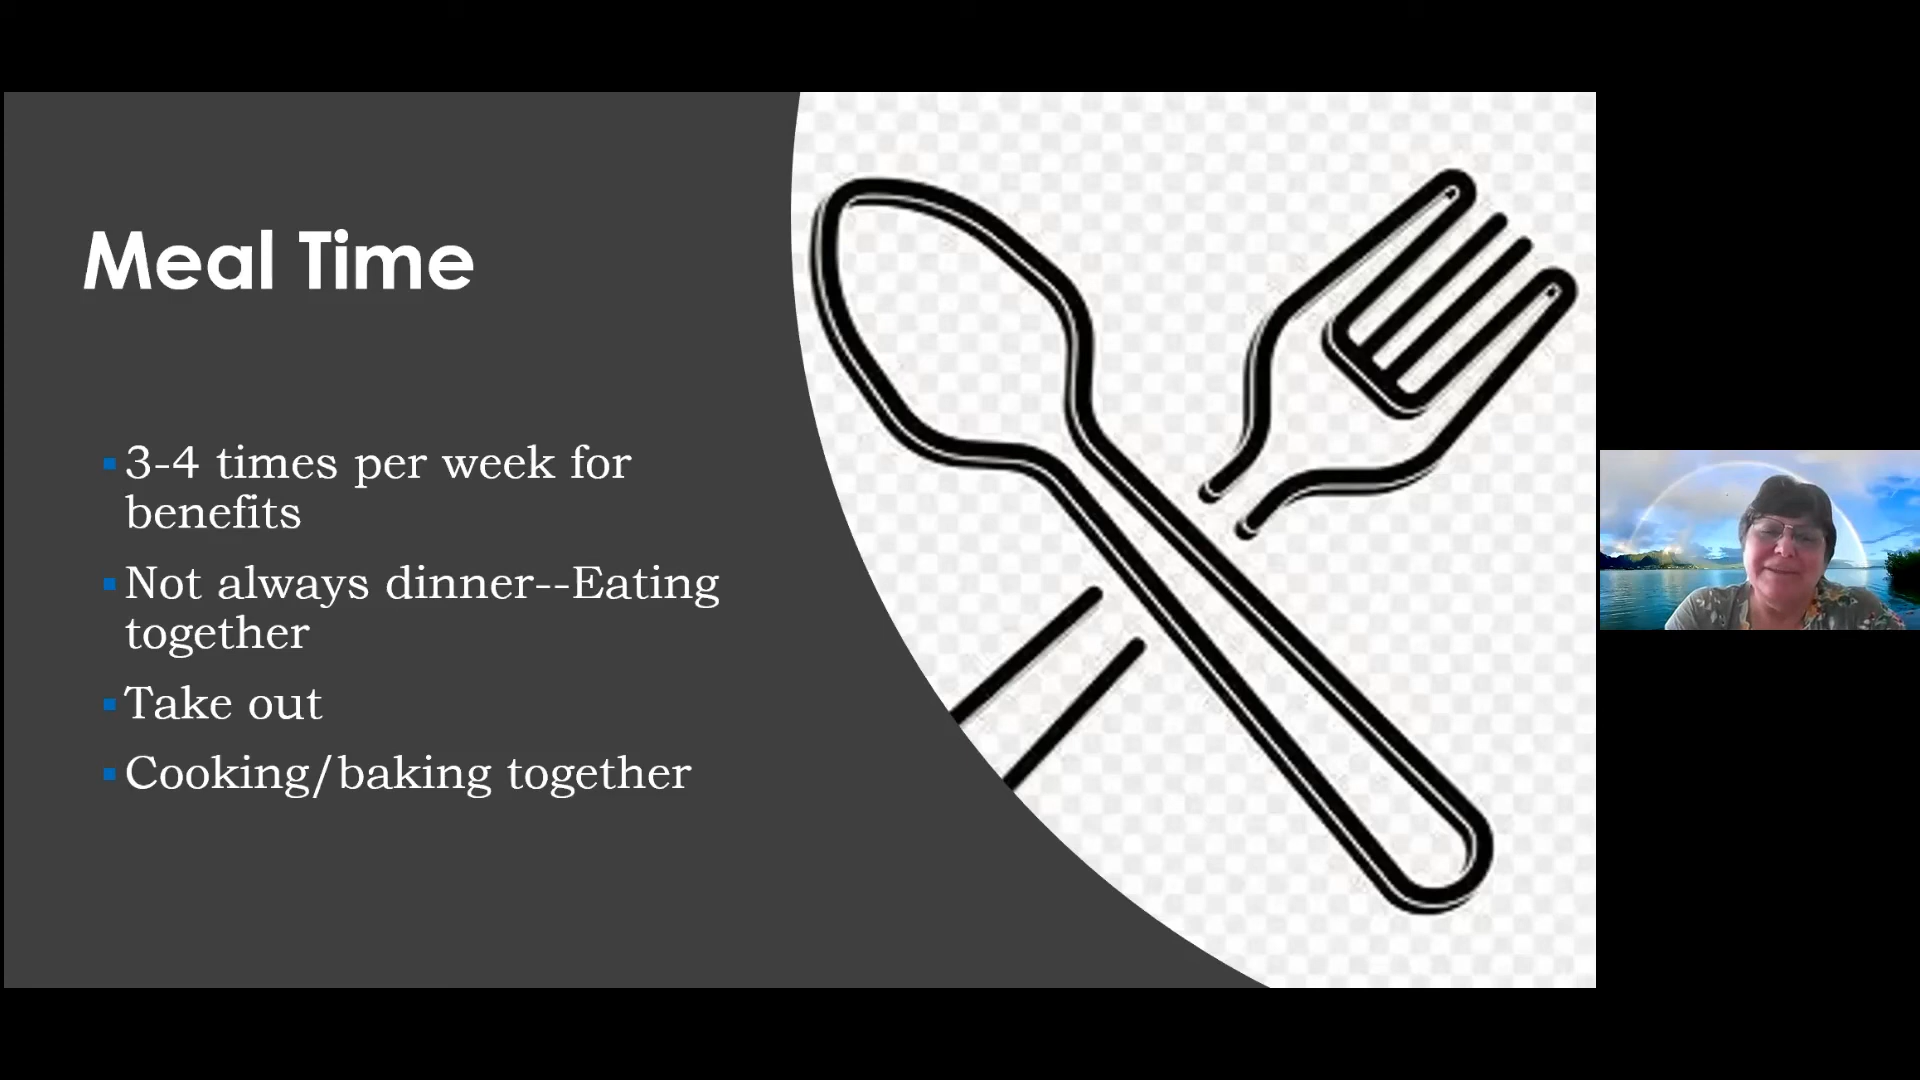 Meal Time
3-4 times per week for
benefits
Not always dinner--Eating
together
Take out
Cooking/baking together